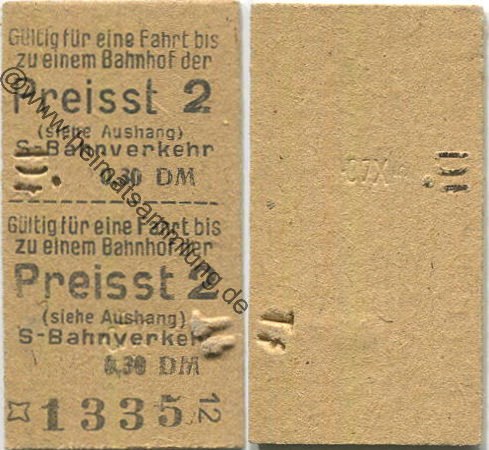 Gültig für eine Fahrt bis
zu einem Bahnhof der
Preisst 2
(siehe Aushang)
S-Bahnverkehr
0,30 DM
Gültig für eine Fahrt bis
zu einem Bahnhof der
Preisst 2
(siehe Aushang)
S-Bahnverkehr
0,30 DM
13355
12
©www.heimatsammlung.de